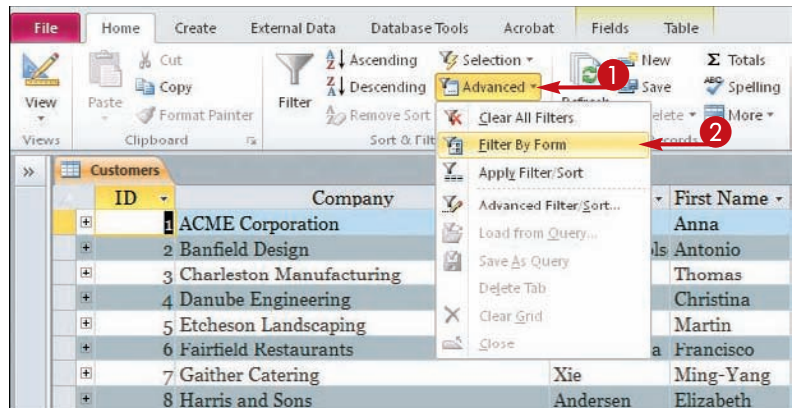 File Home Create External Data Database Tools Acrobat Fields Table
Cut
Copy
Format Painter
View
Paste
Filter
Ascending
Descending
Remove Sort
Selection
Advanced
1
New
Save
Totals
Spelling
More
Views Clipboard Sort & Filt
Clear All Filters
Filter By Form
2
Apply Filter/Sort
Advanced Filter/Sort...
Load from Query...
Save As Query
Delete Tab
Clear Grid
Close
Customers
ID Company First Name
1 ACME Corporation Anna
2 Banfield Design Antonio
3 Charleston Manufacturing Thomas
4 Danube Engineering Christina
5 Etcheson Landscaping Martin
6 Fairfield Restaurants Francisco
7 Gaither Catering Xie Ming-Yang
8 Harris and Sons Andersen Elizabeth